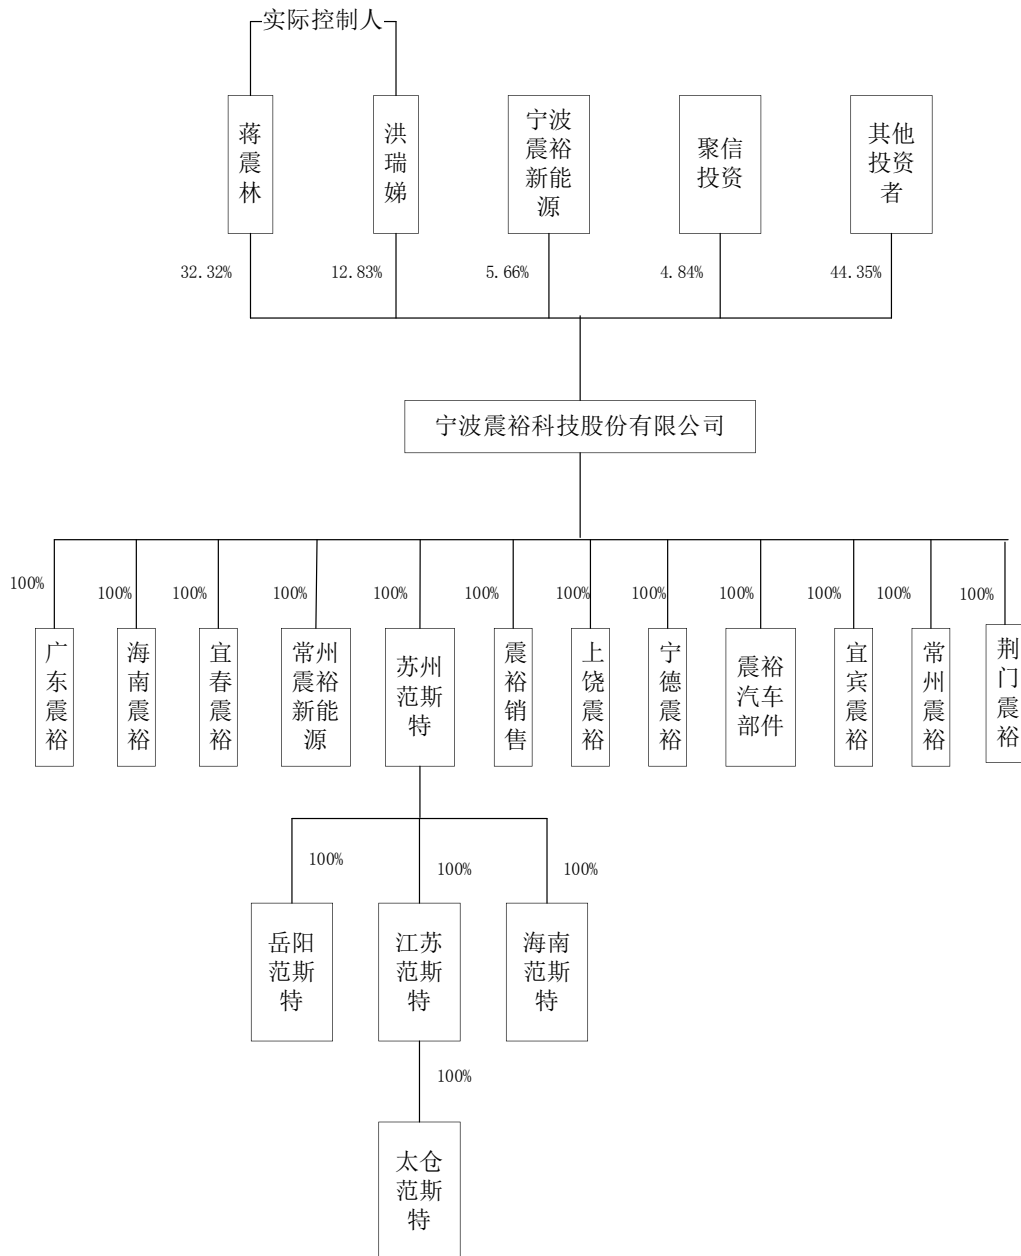 实际控制人
蒋
震
林
洪
瑞
娣
宁波
震裕
新能
源
聚信
投资
其他
投资
者
32.32%
12.83%
5.66%
4.84%
44.35%
宁波震裕科技股份有限公司
100%
100%
100%
100%
100%
100%
100%
100%
100%
100%
100%
100%
广
东
震
裕
海
南
震
裕
宜
春
震
裕
常州
震裕
新能
源
苏州
范斯
特
震
裕
销
售
上
饶
震
裕
宁
德
震
裕
震裕
汽车
部件
宜
宾
震
裕
常
州
震
裕
荆
门
震
裕
100%
100%
100%
岳阳
范斯
特
江苏
范斯
特
海南
范斯
特
100%
太仓
范斯
特